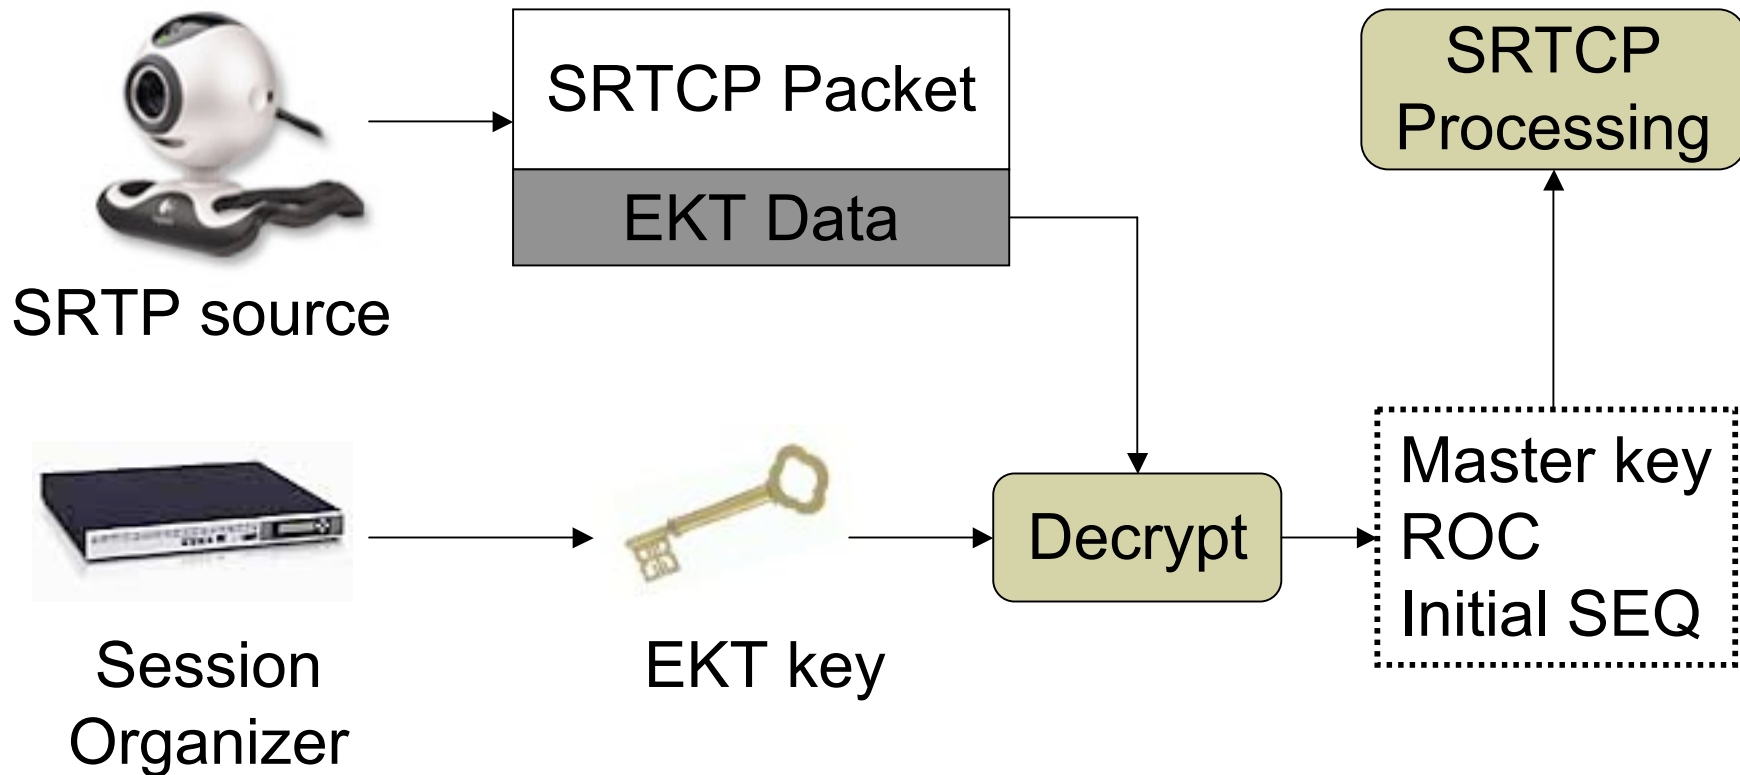 SRTCP Packet
EKT Data
SRTP source
SRTCP
Processing
Session
Organizer
EKT key
Decrypt
Master key
ROC
Initial SEQ